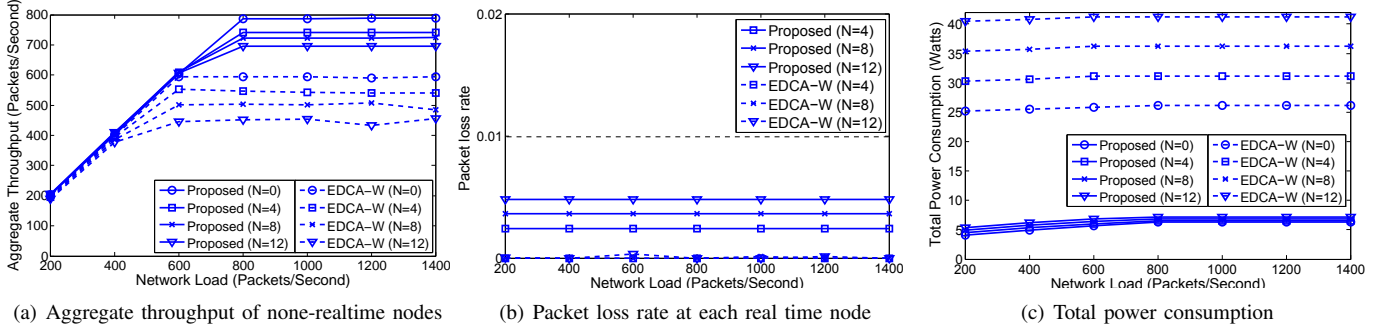 800
700
600
500
400
300
200
100
0
Aggregate Throughput (Packets/Second)
Proposed (N=0)
Proposed (N=4)
Proposed (N=8)
Proposed (N=12)
EDCA−W (N=0)
EDCA−W (N=4)
EDCA−W (N=8)
EDCA−W (N=12)
200 400 600 800 1000 1200 1400
Network Load (Packets/Second)
(a) Aggregate throughput of none-realtime nodes
0.02
0.01
0
Packet loss rate
Proposed (N=4)
Proposed (N=8)
Proposed (N=12)
EDCA−W (N=4)
EDCA−W (N=8)
EDCA−W (N=12)
200 400 600 800 1000 1200 1400
Network Load (Packets/Second)
(b) Packet loss rate at each real time node
40
35
30
25
20
15
10
5
0
Total Power Consumption (Watts)
Proposed (N=0)
Proposed (N=4)
Proposed (N=8)
Proposed (N=12)
EDCA−W (N=0)
EDCA−W (N=4)
EDCA−W (N=8)
EDCA−W (N=12)
200 400 600 800 1000 1200 1400
Network Load (Packets/Second)
(c) Total power consumption